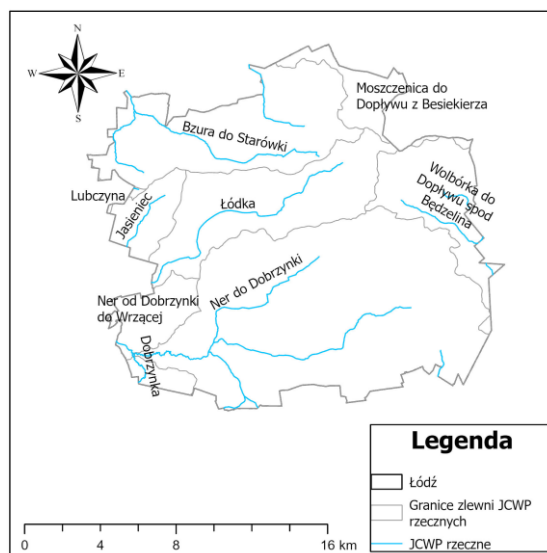 N
W
E
S
Moszczenica do
Dopływu z Besiekierza
Bzura do Starówki
Wolbórka do
Dopływu spod
Będzelina
Lubczyna
Jasieniec
Łódka
Ner do Dobrzynki
Ner od Dobrzynki
do Wrzącej
Dobrzynka
Legenda
Łódź
Granice zlewni JCWP
rzecznych
JCWP rzeczne
0 4 8 16 km